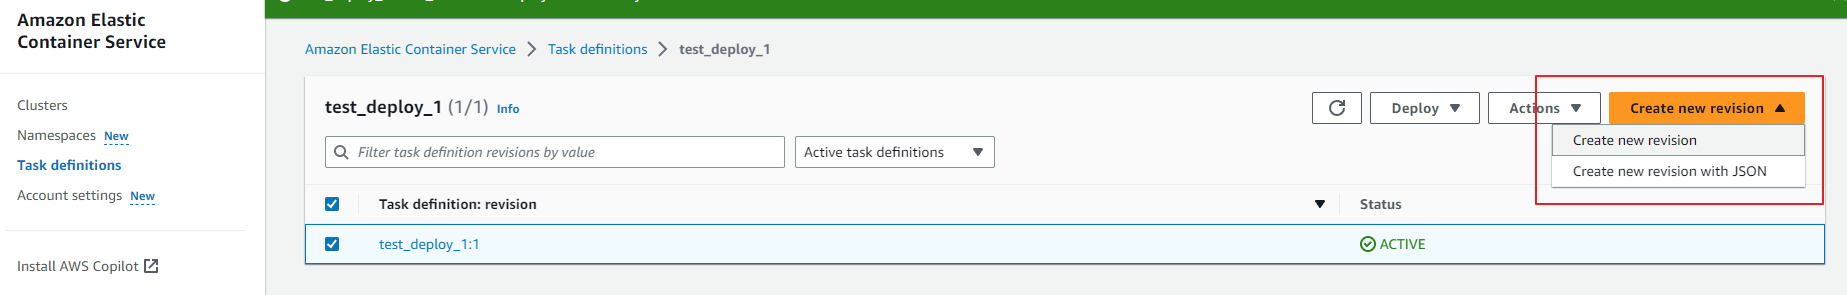 Amazon Elastic
Container Service
Clusters
Namespaces New
Task definitions
Account settings New
Install AWS Copilot
Amazon Elastic Container Service > Task definitions > test_deploy_1
test_deploy_1 (1/1) Info
Deploy
Actions
Create new revision
Create new revision
Create new revision with JSON
Filter task definition revisions by value
Active task definitions
Task definition: revision
Status
test_deploy_1:1
ACTIVE